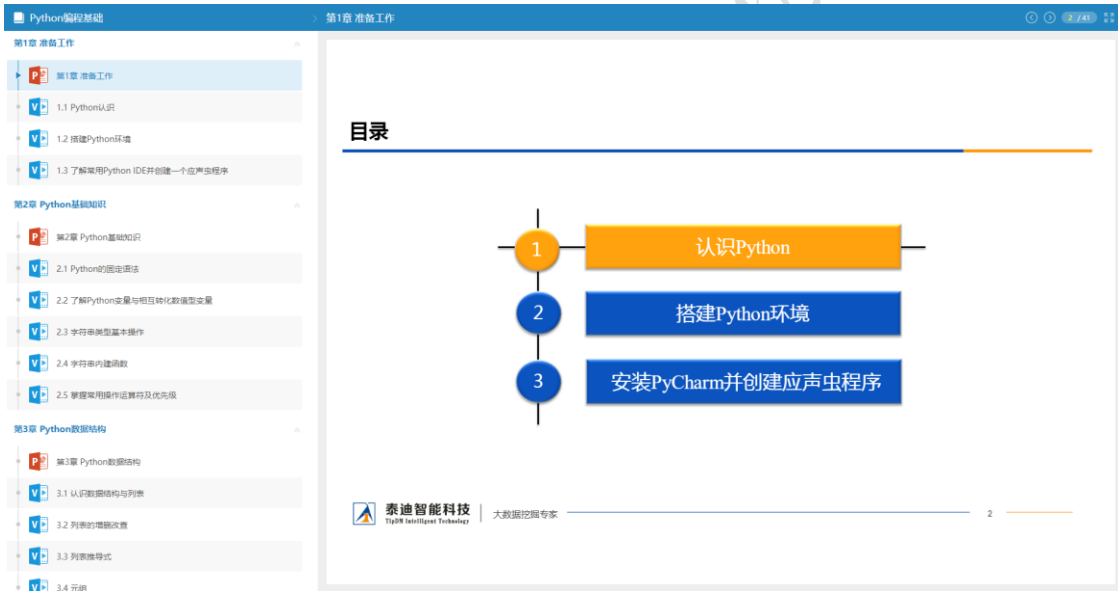 Python编程基础
第1章 准备工作
2 /41
第1章 准备工作
第1章 准备工作
1.1 Python认识
1.2 搭建Python环境
1.3 了解常用Python IDE并创建一个应声虫程序
第2章 Python基础知识
第2章 Python基础知识
2.1 Python的固定语法
2.2 了解Python变量与相互转化数值型变量
2.3 字符串类型基本操作
2.4 字符串内建函数
2.5 掌握常用操作运算符及优先级
第3章 Python数据结构
第3章 Python数据结构
3.1 认识数据结构与列表
3.2 列表的增删改查
3.3 列表推导式
3.4 元组
目录
1 认识Python
2 搭建Python环境
3 安装PyCharm并创建应声虫程序
泰迪智能科技
TipDM Intelligent Technology
大数据挖掘专家
2